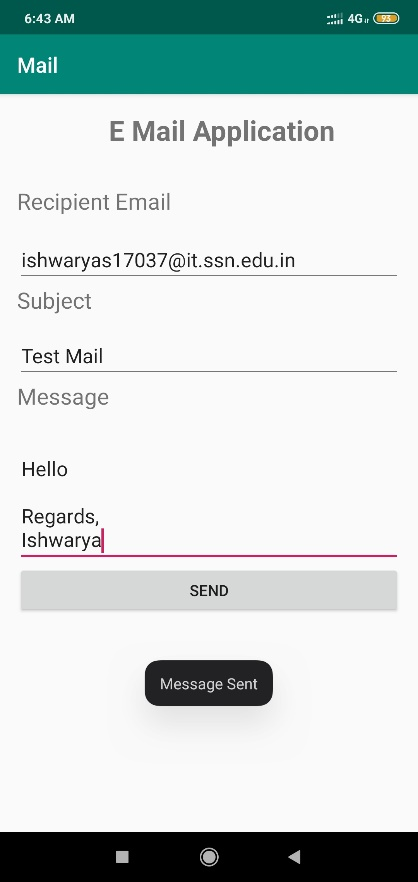 6:43 AM 4G 93
Mail
E Mail Application
Recipient Email
ishwaryas17037@it.ssn.edu.in
Subject
Test Mail
Message
Hello
Regards,
Ishwarya
SEND
Message Sent